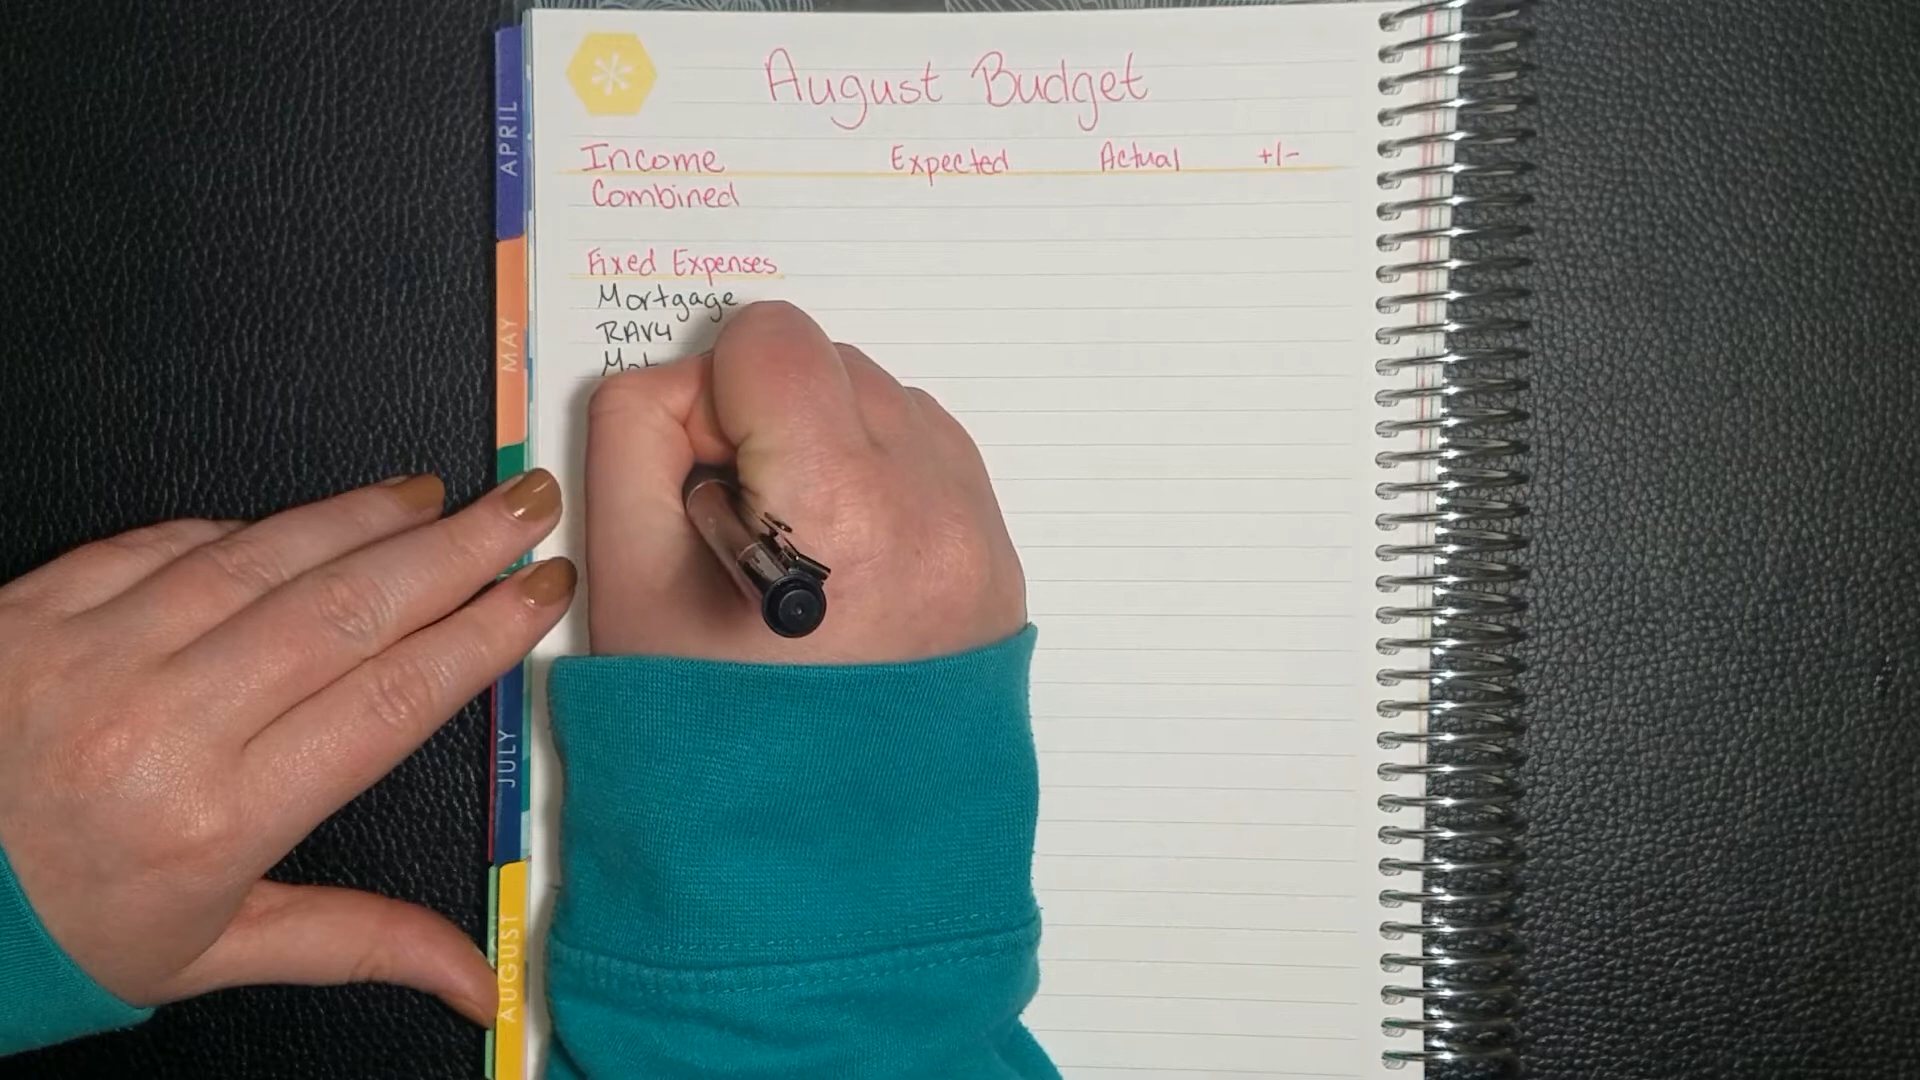 August Budget
Income Expected Actual +/-
Combined
Fixed Expenses
Mortgage
RAV4
APRIL
MAY
JULY
AUGUST